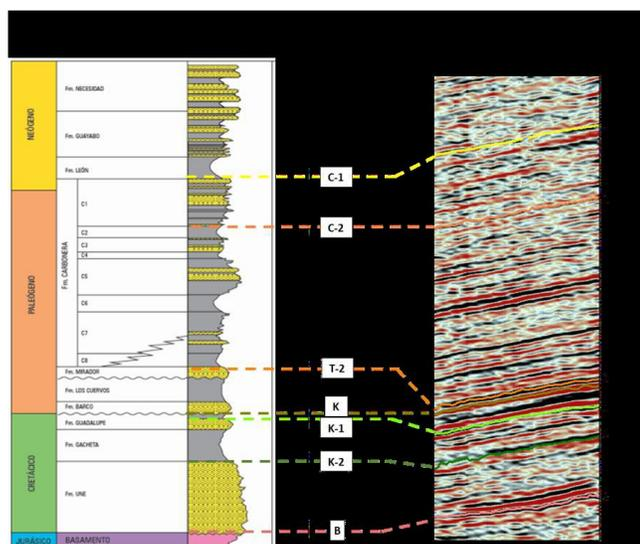 NEÓGENO
Fm. NECESIDAD
Fm. GUAYABO
Fm. LEÓN
PALEÓGENO
Fm. CARBONERA
C1
C2
C3
C4
C5
C6
C7
C8
Fm. MIRADOR
Fm. LOS CUERVOS
Fm. BARCO
CRETÁCICO
Fm. GUADALUPE
Fm. GACHETA
Fm. UNE
JURÁSICO
BASAMENTO
C-1
C-2
T-2
K
K-1
K-2
B